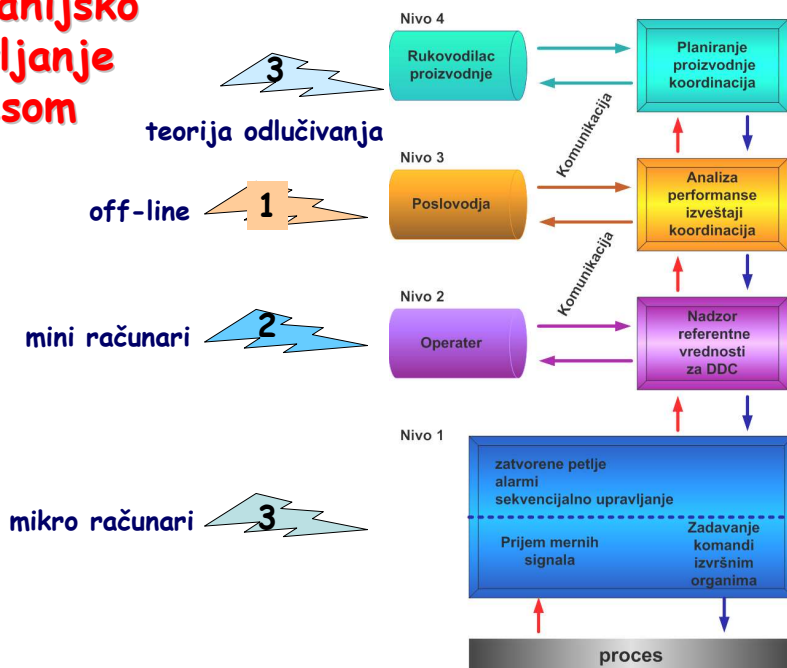 ljanje
som
Nivo 4
Rukovodilac
proizvodnje
Planiranje
proizvodnje
koordinacija
3
teorija odlučivanja
Komunikacija
Nivo 3
Poslovodja
Analiza
performanse
izveštaji
koordinacija
off-line
1
Komunikacija
Nivo 2
Operater
Nadzor
referentne
vrednosti
za DDC
mini računari
2
Nivo 1
zatvorene petlje
alarmi
sekvencijalno upravljanje
Prijem mernih
signala
Zadavanje
komandi
izvršnim
organima
mikro računari
3
proces